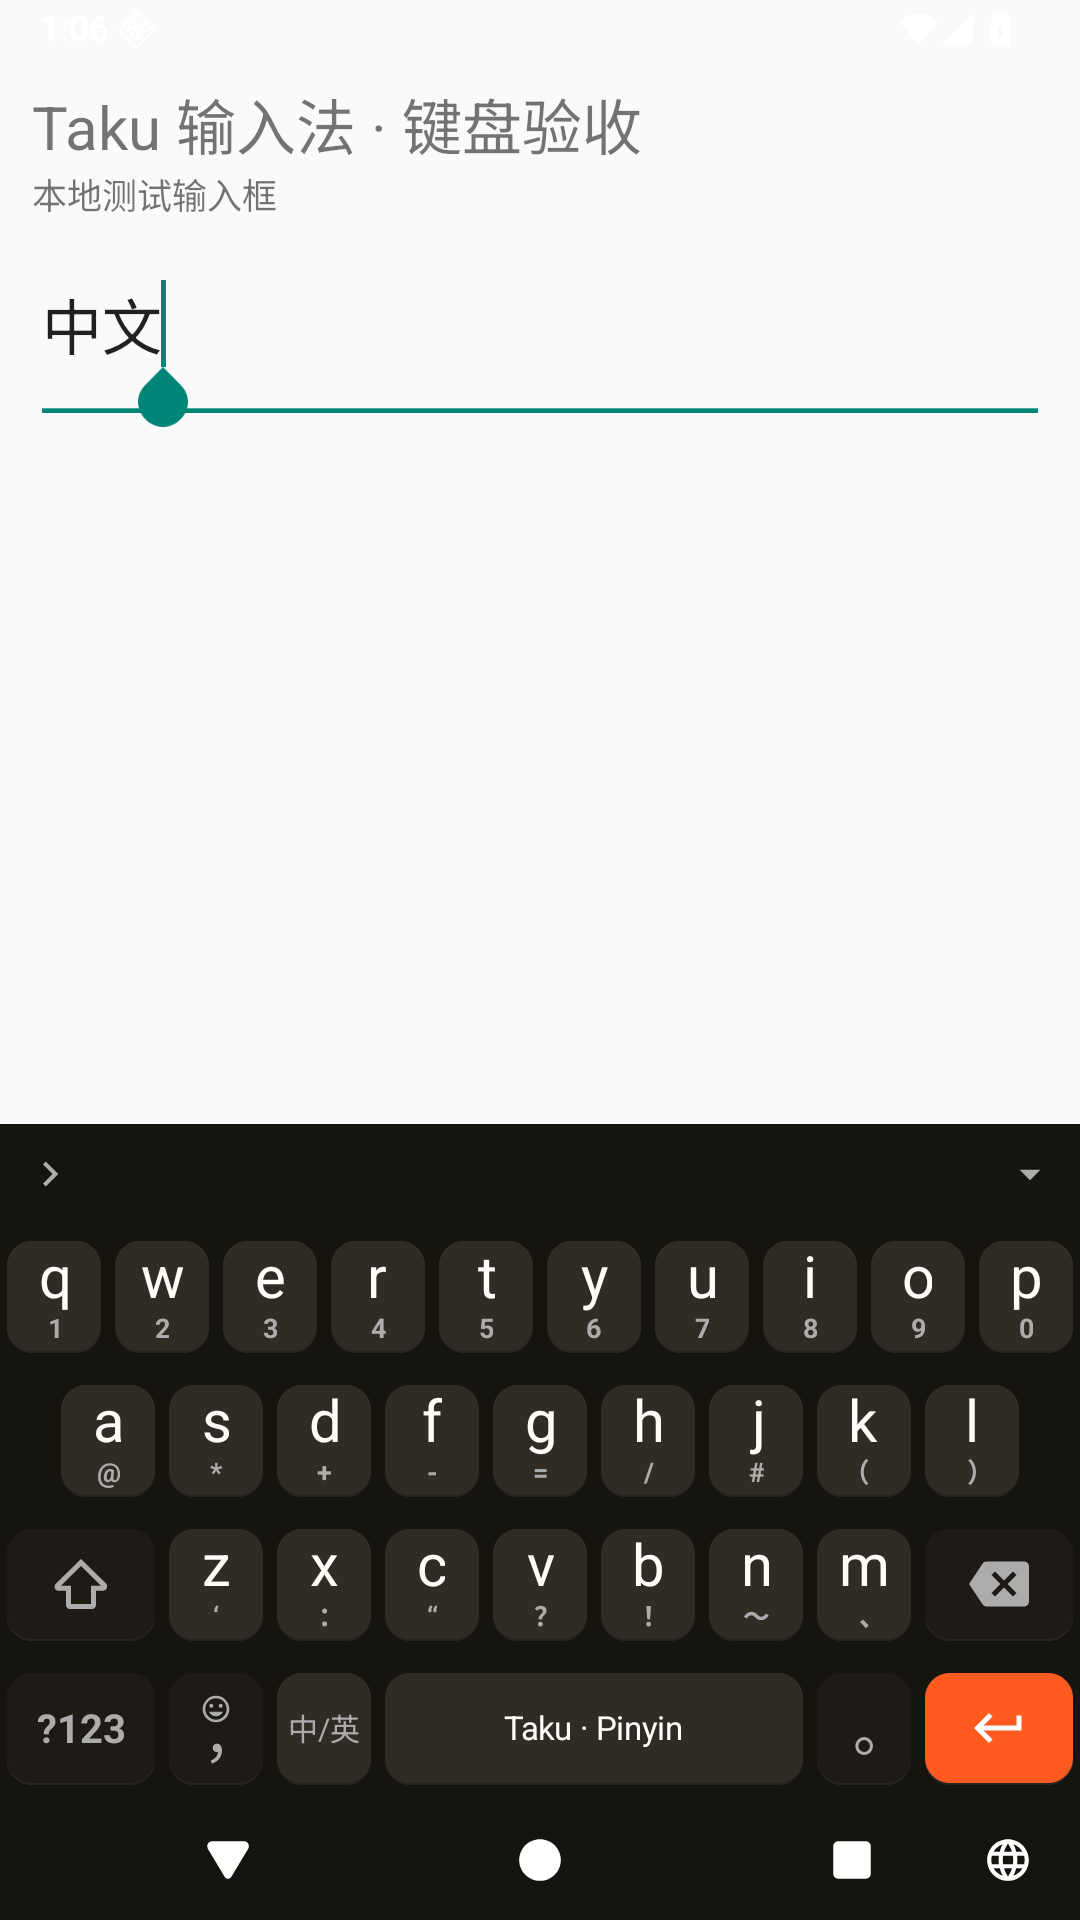 1:06
Taku 输入法 · 键盘验收
本地测试输入框
中文
q w e r t y u i o p
1 2 3 4 5 6 7 8 9 0
a s d f g h j k l
@ * + - = / # ( )
z x c v b n m
‘ : “ ? ! ～ 、
?123 ， 中/英 Taku · Pinyin 。